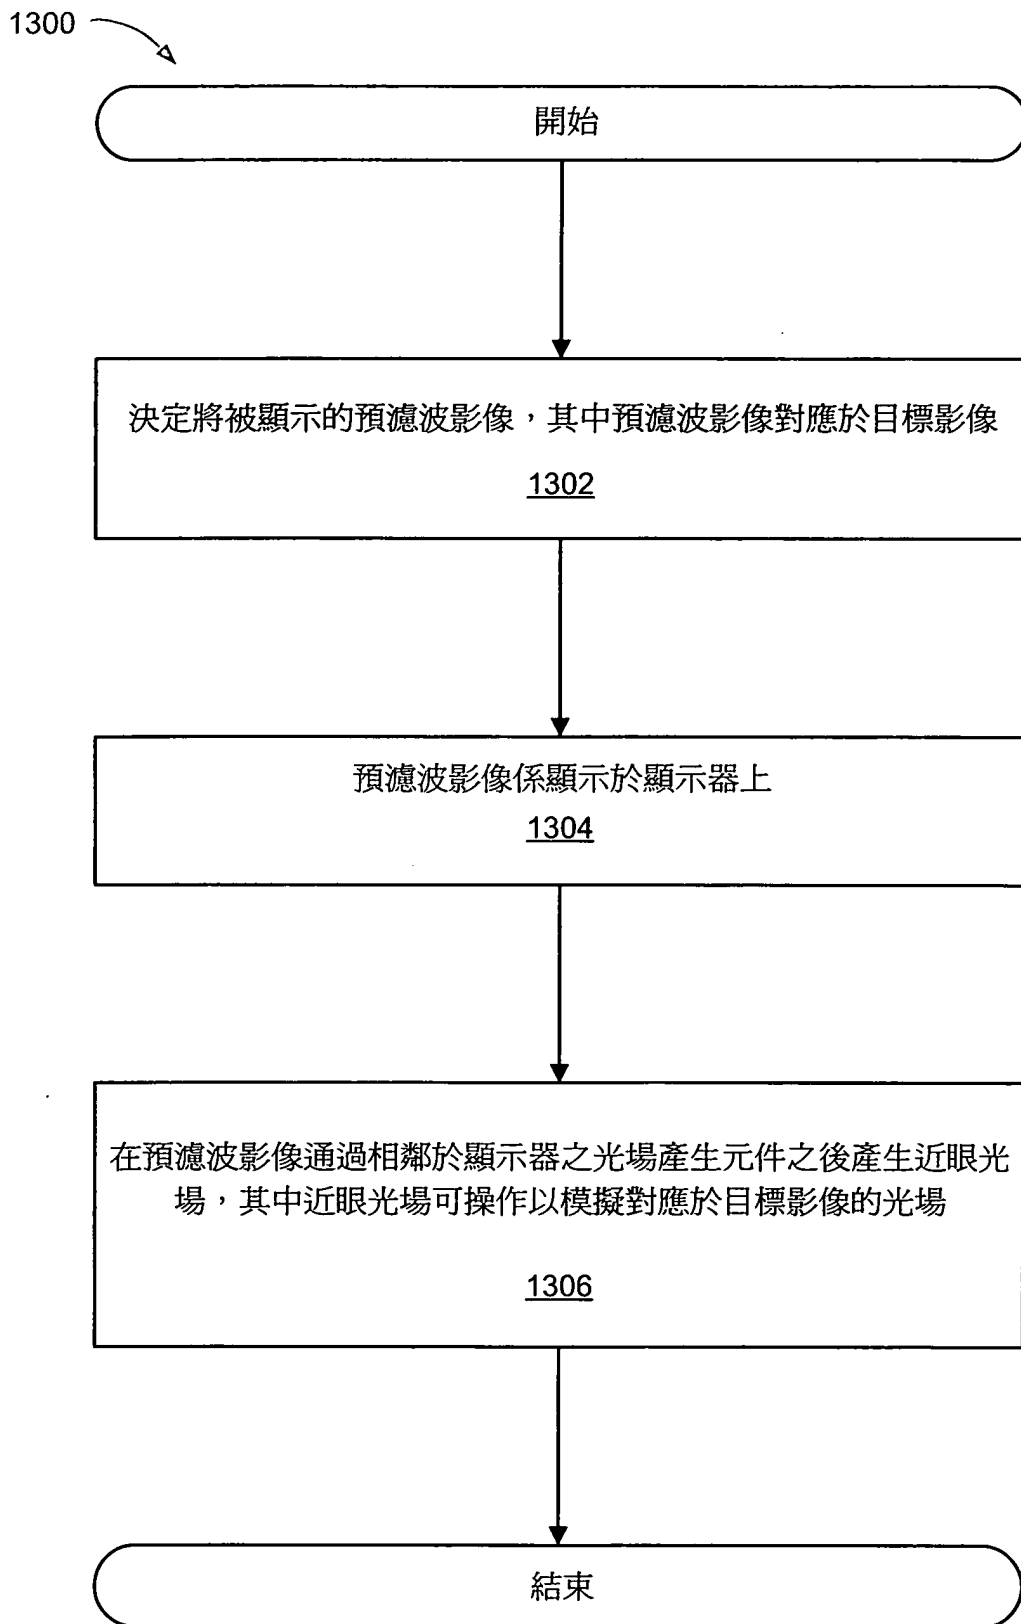 1300
開始
決定將被顯示的預濾波影像，其中預濾波影像對應於目標影像
1302
預濾波影像係顯示於顯示器上
1304
在預濾波影像通過相鄰於顯示器之光場產生元件之後產生近眼光
場，其中近眼光場可操作以模擬對應於目標影像的光場
1306
結束